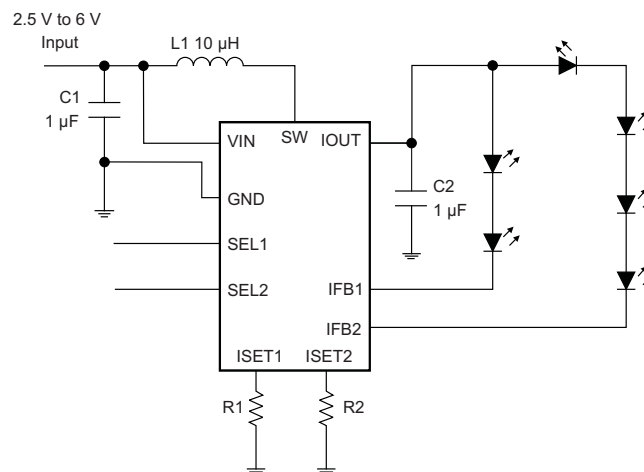 2.5 V to 6 V
Input
L1 10 µH
C1
1 µF
VIN
SW
IOUT
GND
C2
1 µF
SEL1
SEL2
IFB1
IFB2
ISET1
ISET2
R1
R2